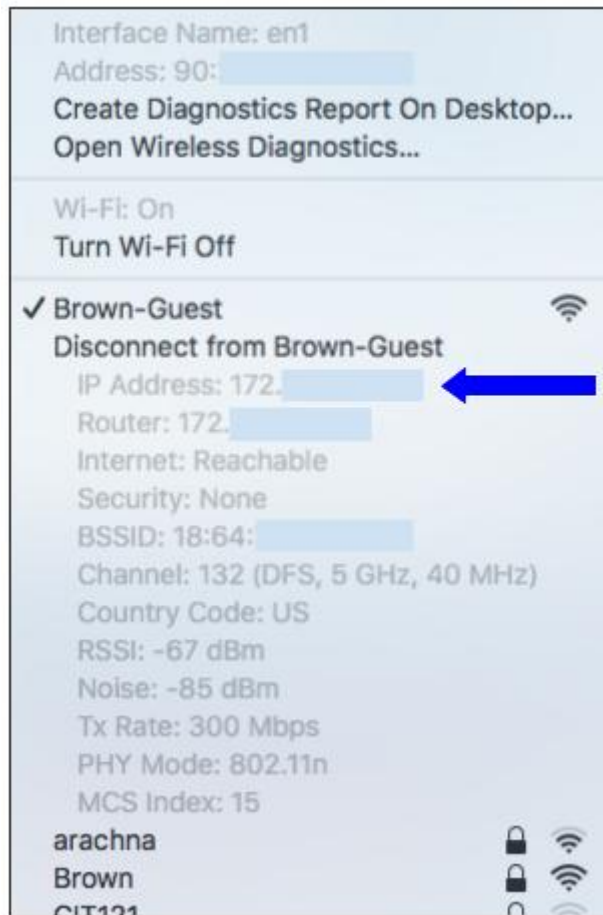 Interface Name: en1
Address: 90:
Create Diagnostics Report On Desktop...
Open Wireless Diagnostics...
Wi-Fi: On
Turn Wi-Fi Off
✓ Brown-Guest
Disconnect from Brown-Guest
IP Address: 172.
Router: 172.
Internet: Reachable
Security: None
BSSID: 18:64:
Channel: 132 (DFS, 5 GHz, 40 MHz)
Country Code: US
RSSI: -67 dBm
Noise: -85 dBm
Tx Rate: 300 Mbps
PHY Mode: 802.11n
MCS Index: 15
arachna
Brown
CIT121